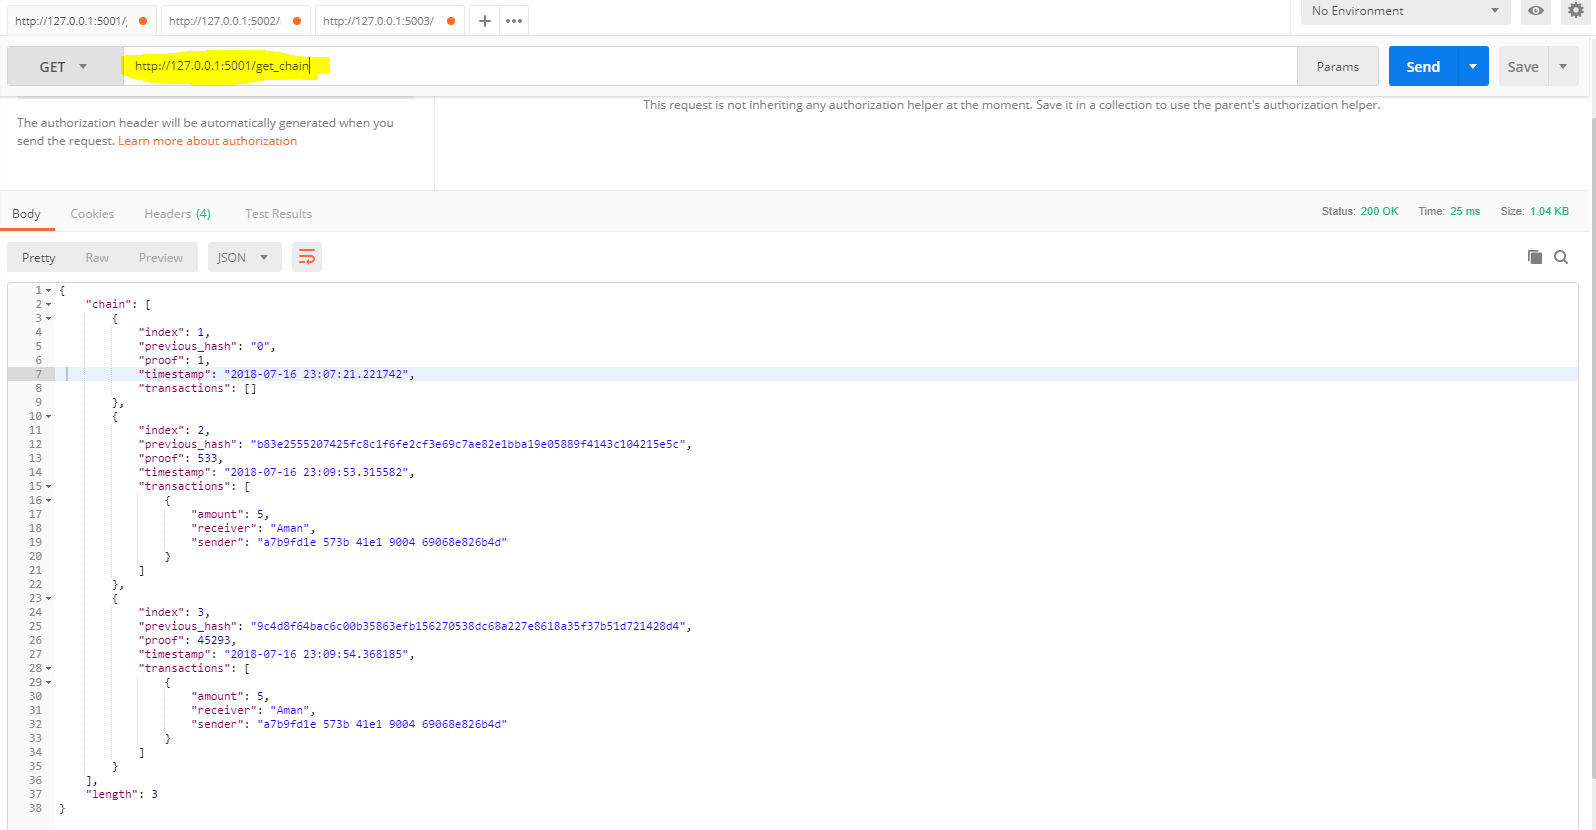 http://127.0.0.1:5001/g http://127.0.0.1:5002/ http://127.0.0.1:5003/ + ••• No Environment
GET http://127.0.0.1:5001/get_chain Params Send Save
This request is not inheriting any authorization helper at the moment. Save it in a collection to use the parent's authorization helper.
The authorization header will be automatically generated when you
send the request. Learn more about authorization
Body Cookies Headers (4) Test Results Status: 200 OK Time: 25 ms Size: 1.04 KB
Pretty Raw Preview JSON
1 {
2 "chain": [
3 {
4 "index": 1,
5 "previous_hash": "0",
6 "proof": 1,
7 "timestamp": "2018-07-16 23:07:21.221742",
8 "transactions": []
9 },
10 {
11 "index": 2,
12 "previous_hash": "b83e2555207425fc8c1f6fe2cf3e69c7ae82e1bba19e05889f4143c104215e5c",
13 "proof": 533,
14 "timestamp": "2018-07-16 23:09:53.315582",
15 "transactions": [
16 {
17 "amount": 5,
18 "receiver": "Aman",
19 "sender": "a7b9fd1e 573b 41e1 9004 69068e826b4d"
20 }
21 ]
22 },
23 {
24 "index": 3,
25 "previous_hash": "9c4d8f64bac6c00b35863efb156270538dc68a227e8618a35f37b51d721428d4",
26 "proof": 45293,
27 "timestamp": "2018-07-16 23:09:54.368185",
28 "transactions": [
29 {
30 "amount": 5,
31 "receiver": "Aman",
32 "sender": "a7b9fd1e 573b 41e1 9004 69068e826b4d"
33 }
34 ]
35 }
36 ],
37 "length": 3
38 }